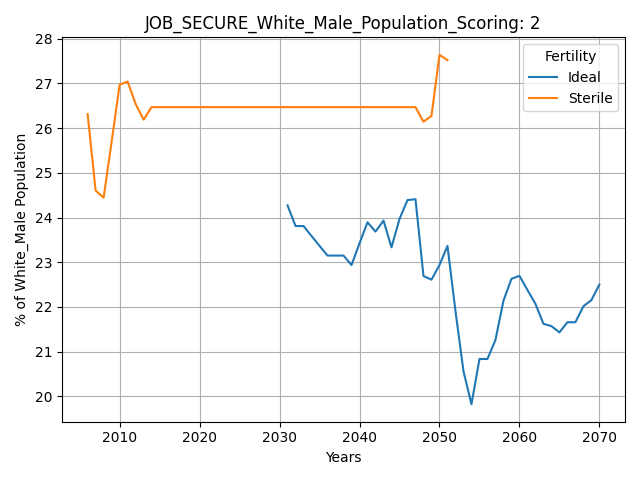 JOB_SECURE_White_Male_Population_Scoring: 2
Fertility
Ideal
Sterile
% of White_Male Population
28
27
26
25
24
23
22
21
20
2010 2020 2030 2040 2050 2060 2070
Years